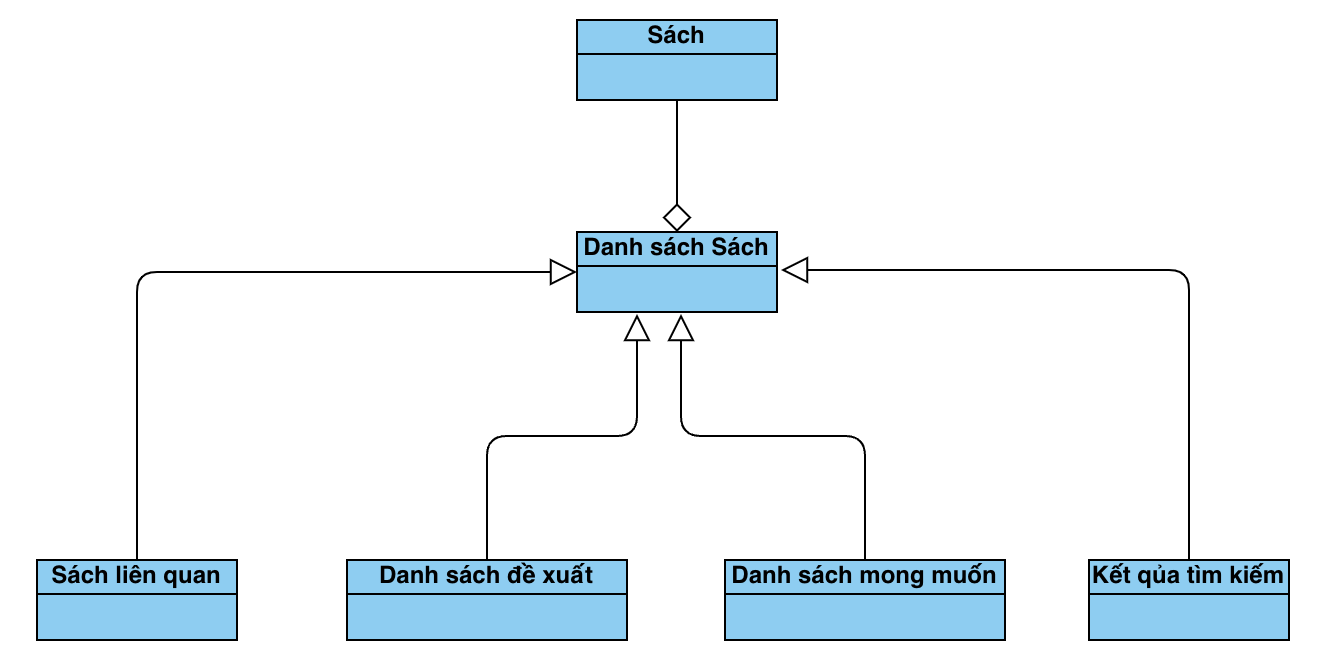 Sách
Danh sách Sách
Sách liên quan
Danh sách đề xuất
Danh sách mong muốn
Kết qủa tìm kiếm